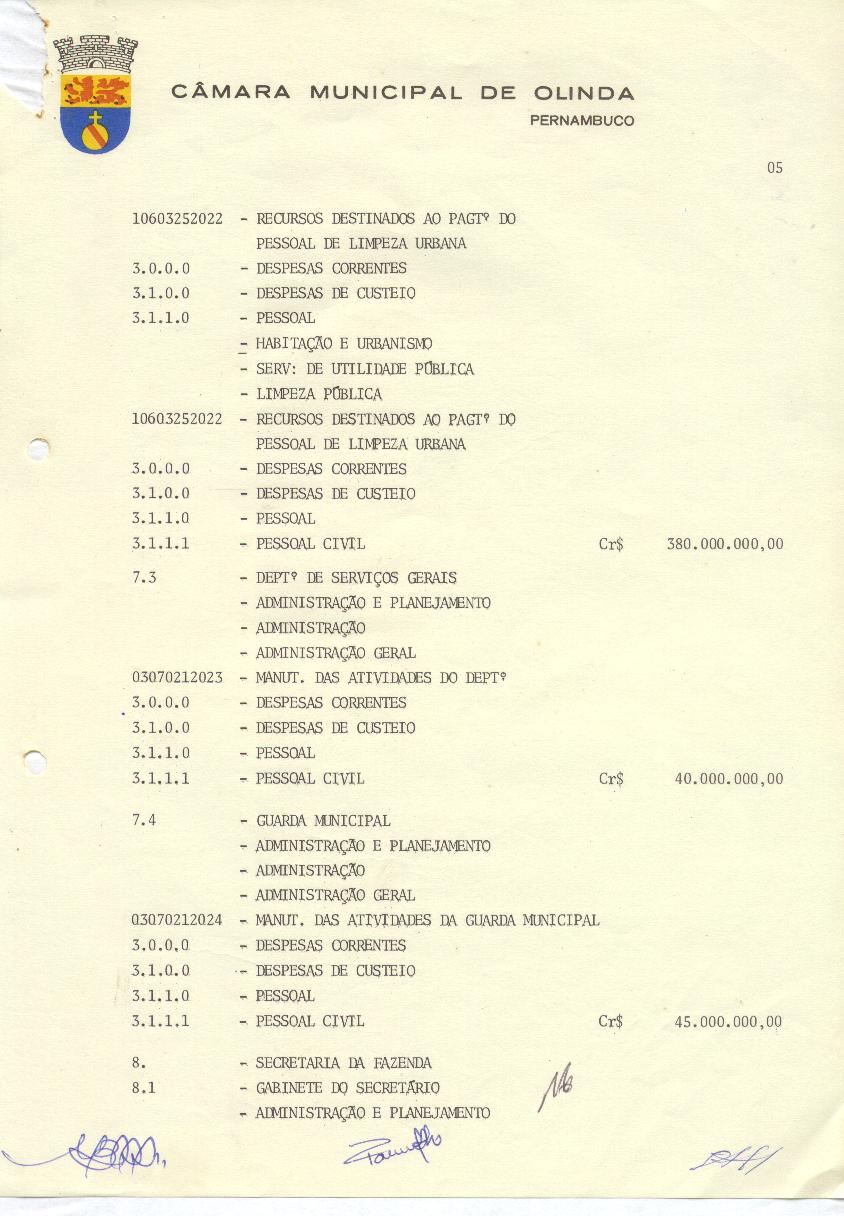 CÂMARA MUNICIPAL DE OLINDA
PERNAMBUCO
05
10603252022 - RECURSOS DESTINADOS AO PAGTº DO
PESSOAL DE LIMPEZA URBANA
3.0.0.0 - DESPESAS CORRENTES
3.1.0.0 - DESPESAS DE CUSTEIO
3.1.1.0 - PESSOAL
- HABITAÇÃO E URBANISMO
- SERV: DE UTILIDADE PÚBLICA
- LIMPEZA PÚBLICA
10603252022 - RECURSOS DESTINADOS AO PAGTº DO
PESSOAL DE LIMPEZA URBANA
3.0.0.0 - DESPESAS CORRENTES
3.1.0.0 - DESPESAS DE CUSTEIO
3.1.1.0 - PESSOAL
3.1.1.1 - PESSOAL CIVIL Cr$ 380.000.000,00
7.3 - DEPTº DE SERVIÇOS GERAIS
- ADMINISTRAÇÃO E PLANEJAMENTO
- ADMINISTRAÇÃO
- ADMINISTRAÇÃO GERAL
03070212023 - MANUT. DAS ATIVIDADES DO DEPTº
3.0.0.0 - DESPESAS CORRENTES
3.1.0.0 - DESPESAS DE CUSTEIO
3.1.1.0 - PESSOAL
3.1.1.1 - PESSOAL CIVIL Cr$ 40.000.000,00
7.4 - GUARDA MUNICIPAL
- ADMINISTRAÇÃO E PLANEJAMENTO
- ADMINISTRAÇÃO
- ADMINISTRAÇÃO GERAL
03070212024 - MANUT. DAS ATIVIDADES DA GUARDA MUNICIPAL
3.0.0.0 - DESPESAS CORRENTES
3.1.0.0 - DESPESAS DE CUSTEIO
3.1.1.0 - PESSOAL
3.1.1.1 - PESSOAL CIVIL Cr$ 45.000.000,00
8. - SECRETARIA DA FAZENDA
8.1 - GABINETE DO SECRETÁRIO
- ADMINISTRAÇÃO E PLANEJAMENTO